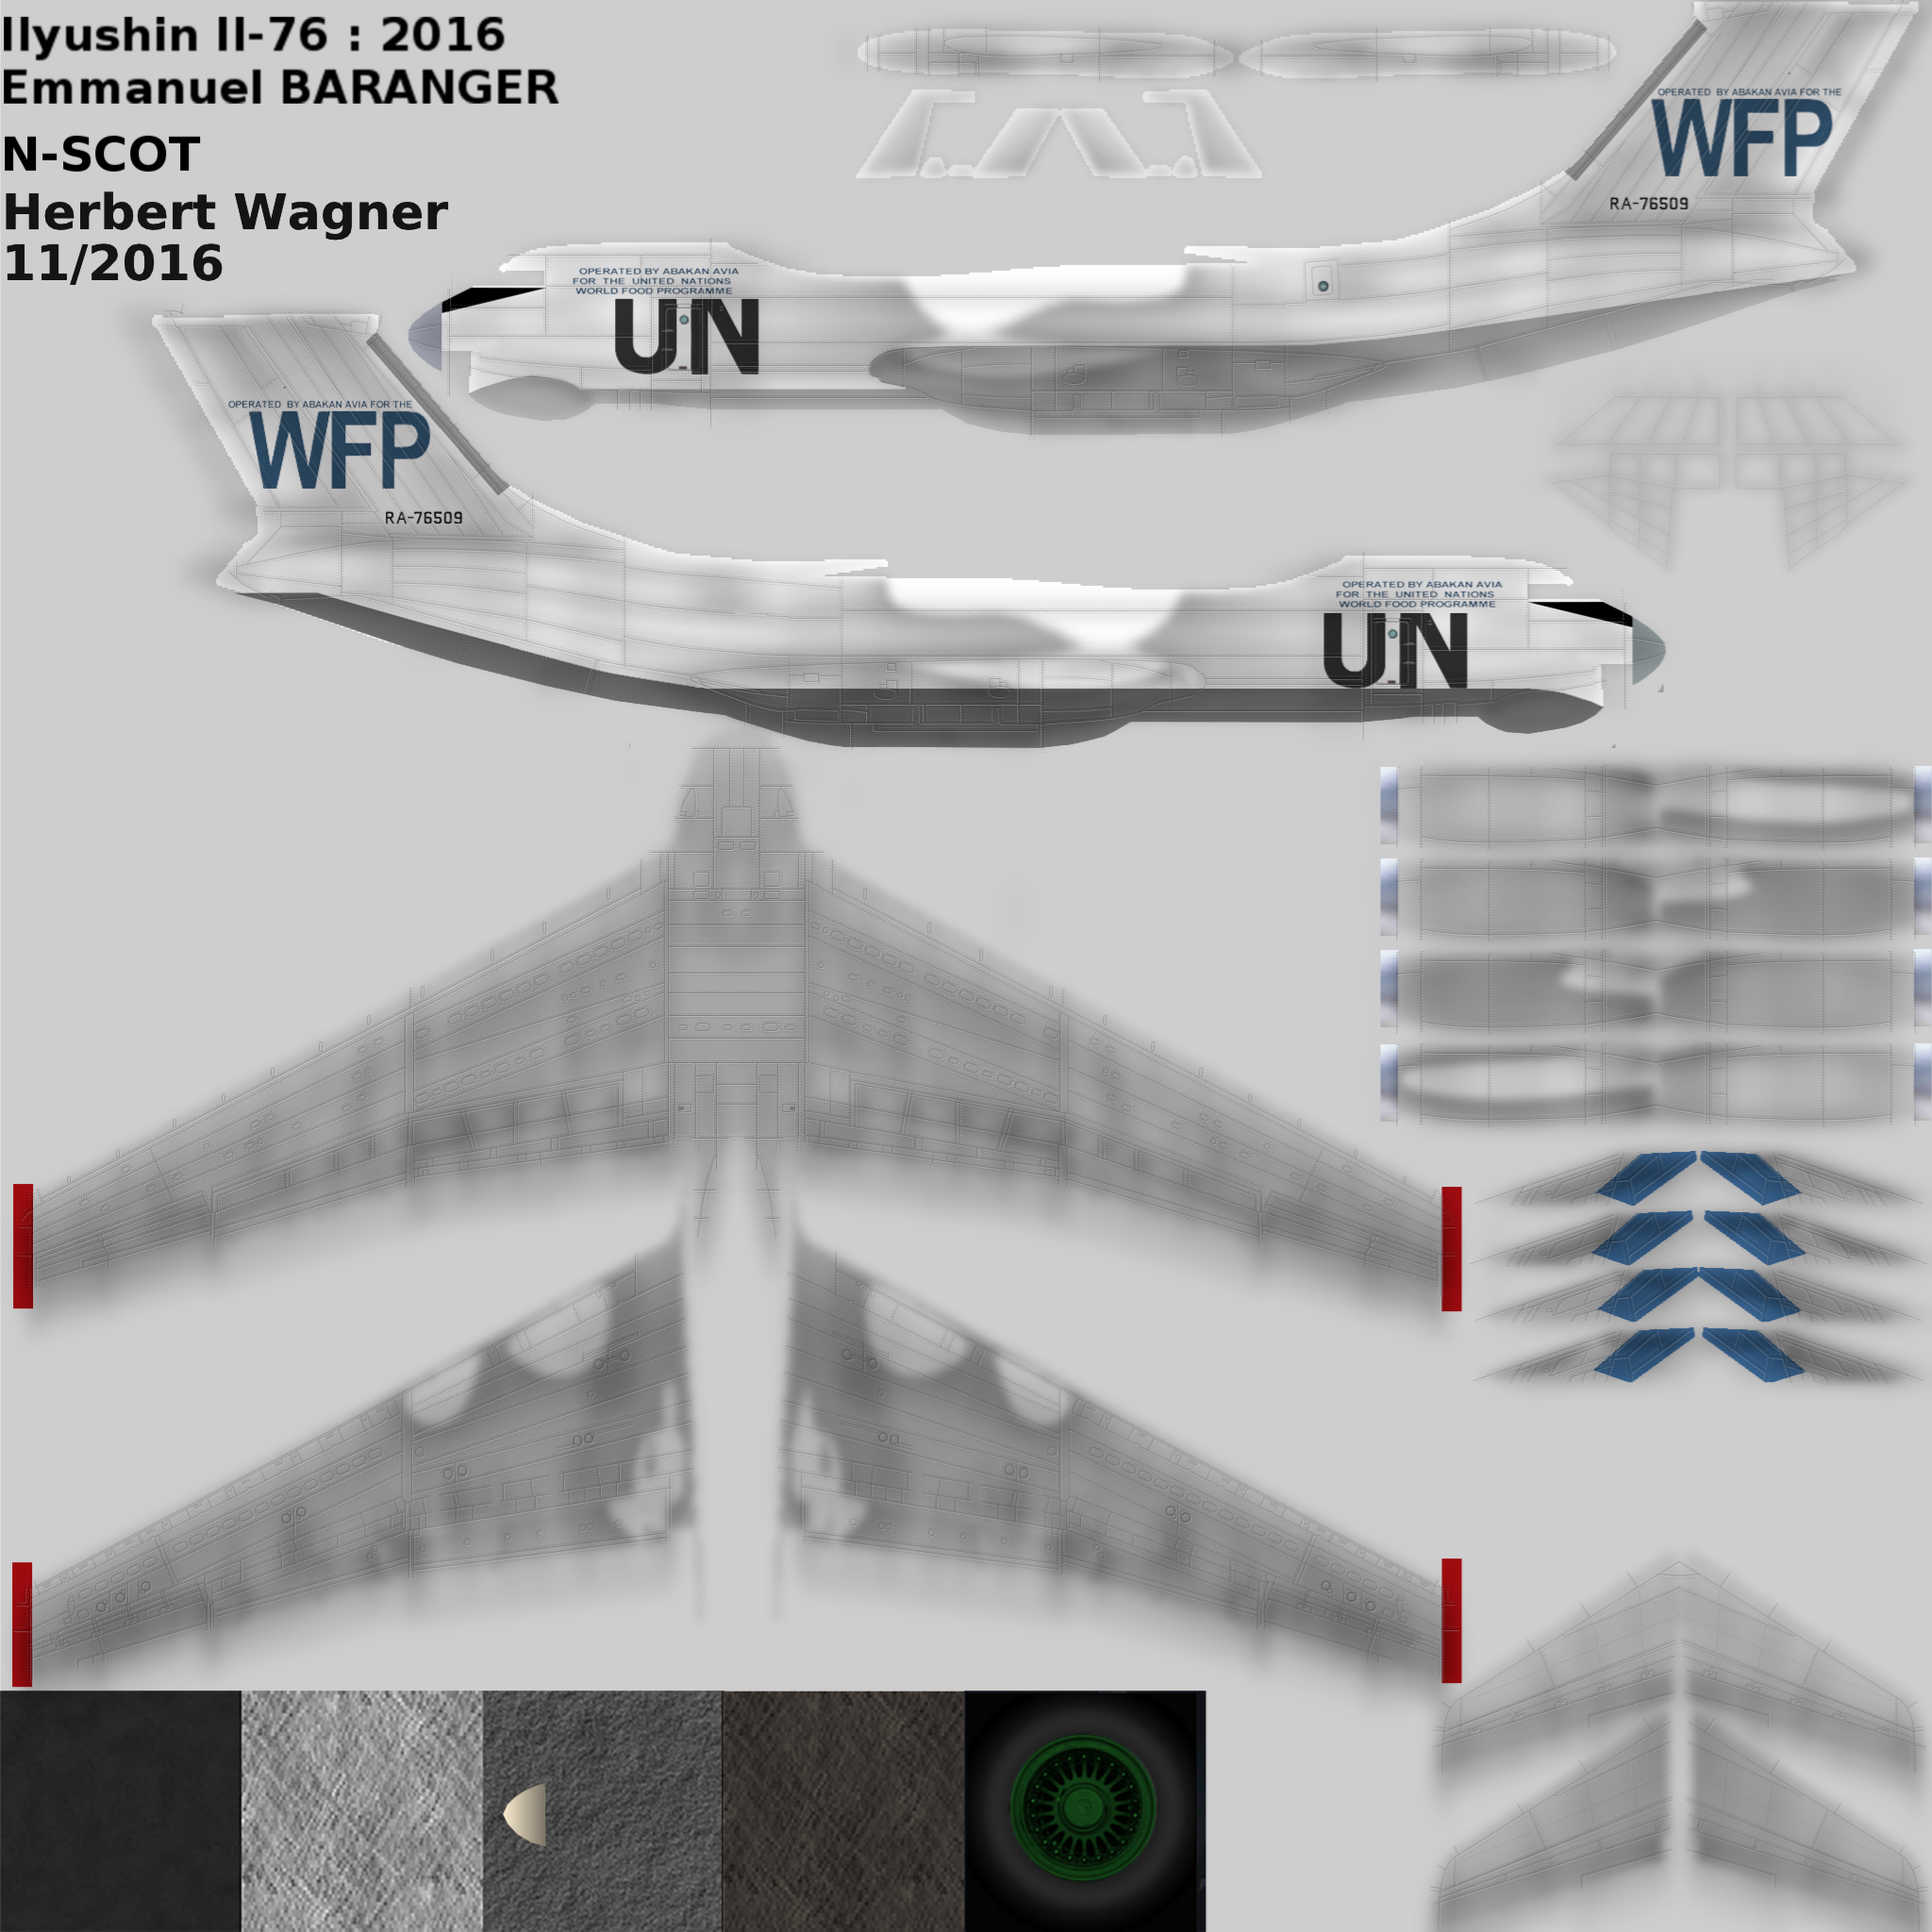 Ilyushin Il-76 : 2016
Emmanuel BARANGER
N-SCOT
Herbert Wagner
11/2016
OPERATED BY ABAKAN AVIA FOR THE
WFP
RA-76509
OPERATED BY ABAKAN AVIA
FOR THE UNITED NATIONS
WORLD FOOD PROGRAMME
UN
OPERATED BY ABAKAN AVIA FOR THE
WFP
RA-76509
OPERATED BY ABAKAN AVIA
FOR THE UNITED NATIONS
WORLD FOOD PROGRAMME
UN